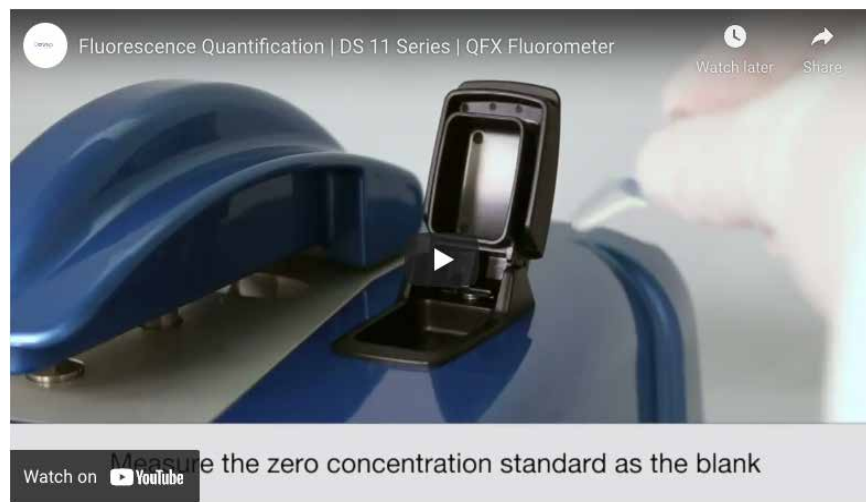 Fluorescence Quantification | DS 11 Series | QFX Fluorometer
Watch later
Share
Measure the zero concentration standard as the blank
Watch on YouTube